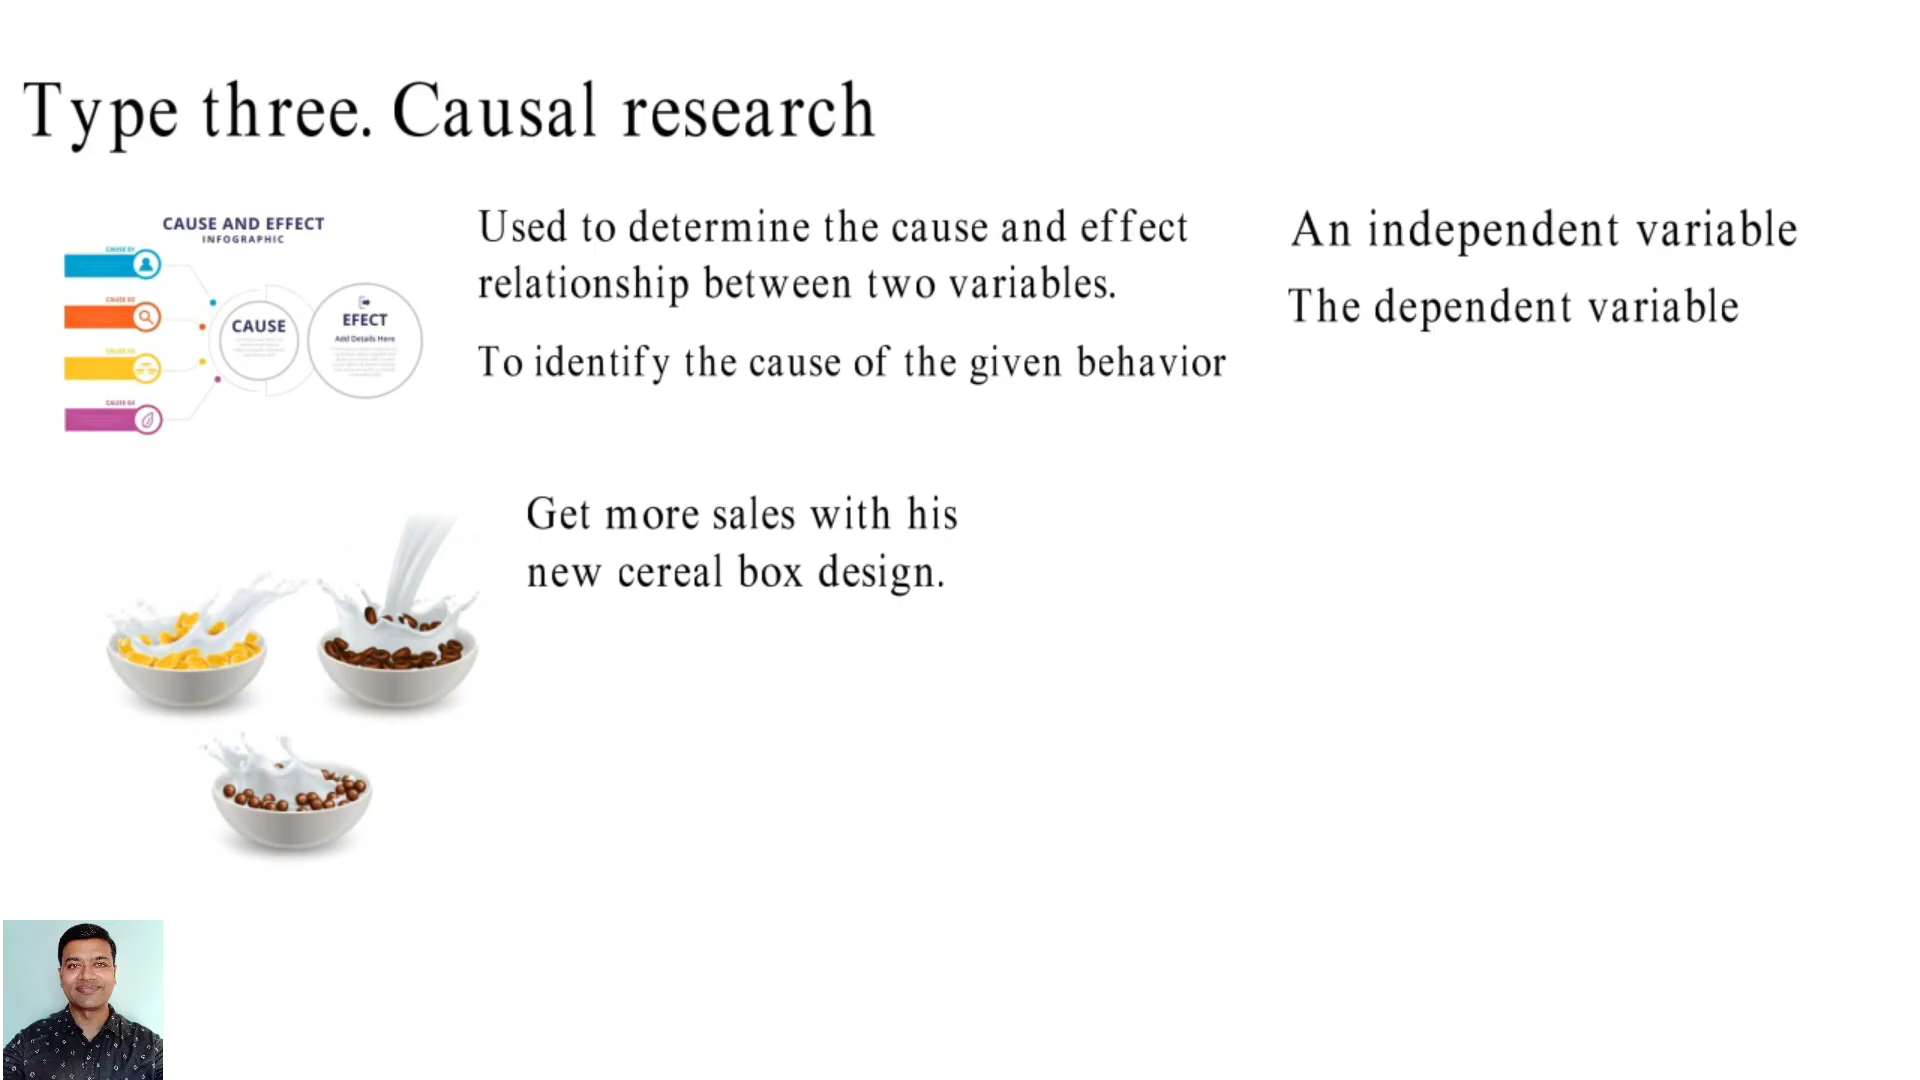 Type three. Causal research
CAUSE AND EFFECT
INFOGRAPHIC
CAUSE 01
CAUSE 02
CAUSE 03
CAUSE 04
CAUSE
EFECT
Add Details Here
Used to determine the cause and effect
relationship between two variables.
To identify the cause of the given behavior
An independent variable
The dependent variable
Get more sales with his
new cereal box design.